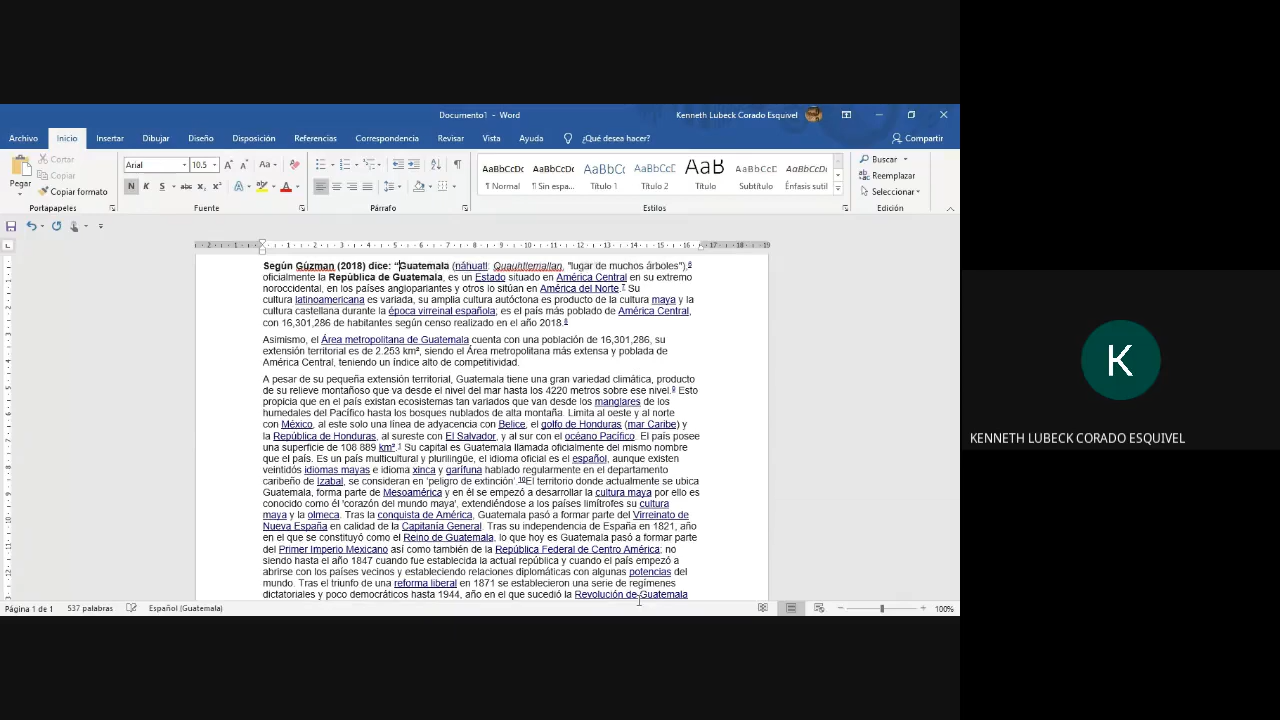 Documento1 - Word
Kenneth Lubeck Corado Esquivel
Archivo Inicio Insertar Dibujar Diseño Disposición Referencias Correspondencia Revisar Vista Ayuda ¿Qué desea hacer? Compartir
Pegar
Cortar
Copiar
Copiar formato
Arial 10.5
N K S
AaBbCcDc AaBbCcDc AaBbCc AaBbCcD AaB AaBbCcD AaBbCcDc
¶ Normal ¶ Sin espa... Título 1 Título 2 Título Subtítulo Énfasis sutil
Buscar
Reemplazar
Seleccionar
Portapapeles Fuente Párrafo Estilos Edición
Según Gúzman (2018) dice: “Guatemala (náhuatl: Quauhtlemallan, "lugar de muchos árboles"),6
oficialmente la República de Guatemala, es un Estado situado en América Central en su extremo
noroccidental, en los países angloparlantes y otros lo sitúan en América del Norte.7 Su
cultura latinoamericana es variada, su amplia cultura autóctona es producto de la cultura maya y la
cultura castellana durante la época virreinal española; es el país más poblado de América Central,
con 16,301,286 de habitantes según censo realizado en el año 2018.8
Asimismo, el Área metropolitana de Guatemala cuenta con una población de 16,301,286, su
extensión territorial es de 2.253 km², siendo el Área metropolitana más extensa y poblada de
América Central, teniendo un índice alto de competitividad.
A pesar de su pequeña extensión territorial, Guatemala tiene una gran variedad climática, producto
de su relieve montañoso que va desde el nivel del mar hasta los 4220 metros sobre ese nivel.9 Esto
propicia que en el país existan ecosistemas tan variados que van desde los manglares de los
humedales del Pacífico hasta los bosques nublados de alta montaña. Limita al oeste y al norte
con México, al este solo una línea de adyacencia con Belice, el golfo de Honduras (mar Caribe) y
la República de Honduras, al sureste con El Salvador, y al sur con el océano Pacífico. El país posee
una superficie de 108 889 km².1 Su capital es Guatemala llamada oficialmente del mismo nombre
que el país. Es un país multicultural y plurilingüe, el idioma oficial es el español, aunque existen
veintidós idiomas mayas e idioma xinca y garífuna hablado regularmente en el departamento
caribeño de Izabal, se consideran en 'peligro de extinción'.10El territorio donde actualmente se ubica
Guatemala, forma parte de Mesoamérica y en él se empezó a desarrollar la cultura maya por ello es
conocido como él 'corazón del mundo maya', extendiéndose a los países limítrofes su cultura
maya y la olmeca. Tras la conquista de América, Guatemala pasó a formar parte del Virreinato de
Nueva España en calidad de la Capitanía General. Tras su independencia de España en 1821, año
en el que se constituyó como el Reino de Guatemala, lo que hoy es Guatemala pasó a formar parte
del Primer Imperio Mexicano así como también de la República Federal de Centro América; no
siendo hasta el año 1847 cuando fue establecida la actual república y cuando el país empezó a
abrirse con los países vecinos y estableciendo relaciones diplomáticas con algunas potencias del
mundo. Tras el triunfo de una reforma liberal en 1871 se establecieron una serie de regímenes
dictatoriales y poco democráticos hasta 1944, año en el que sucedió la Revolución de Guatemala
Página 1 de 1 537 palabras Español (Guatemala) 100%
K
KENNETH LUBECK CORADO ESQUIVEL